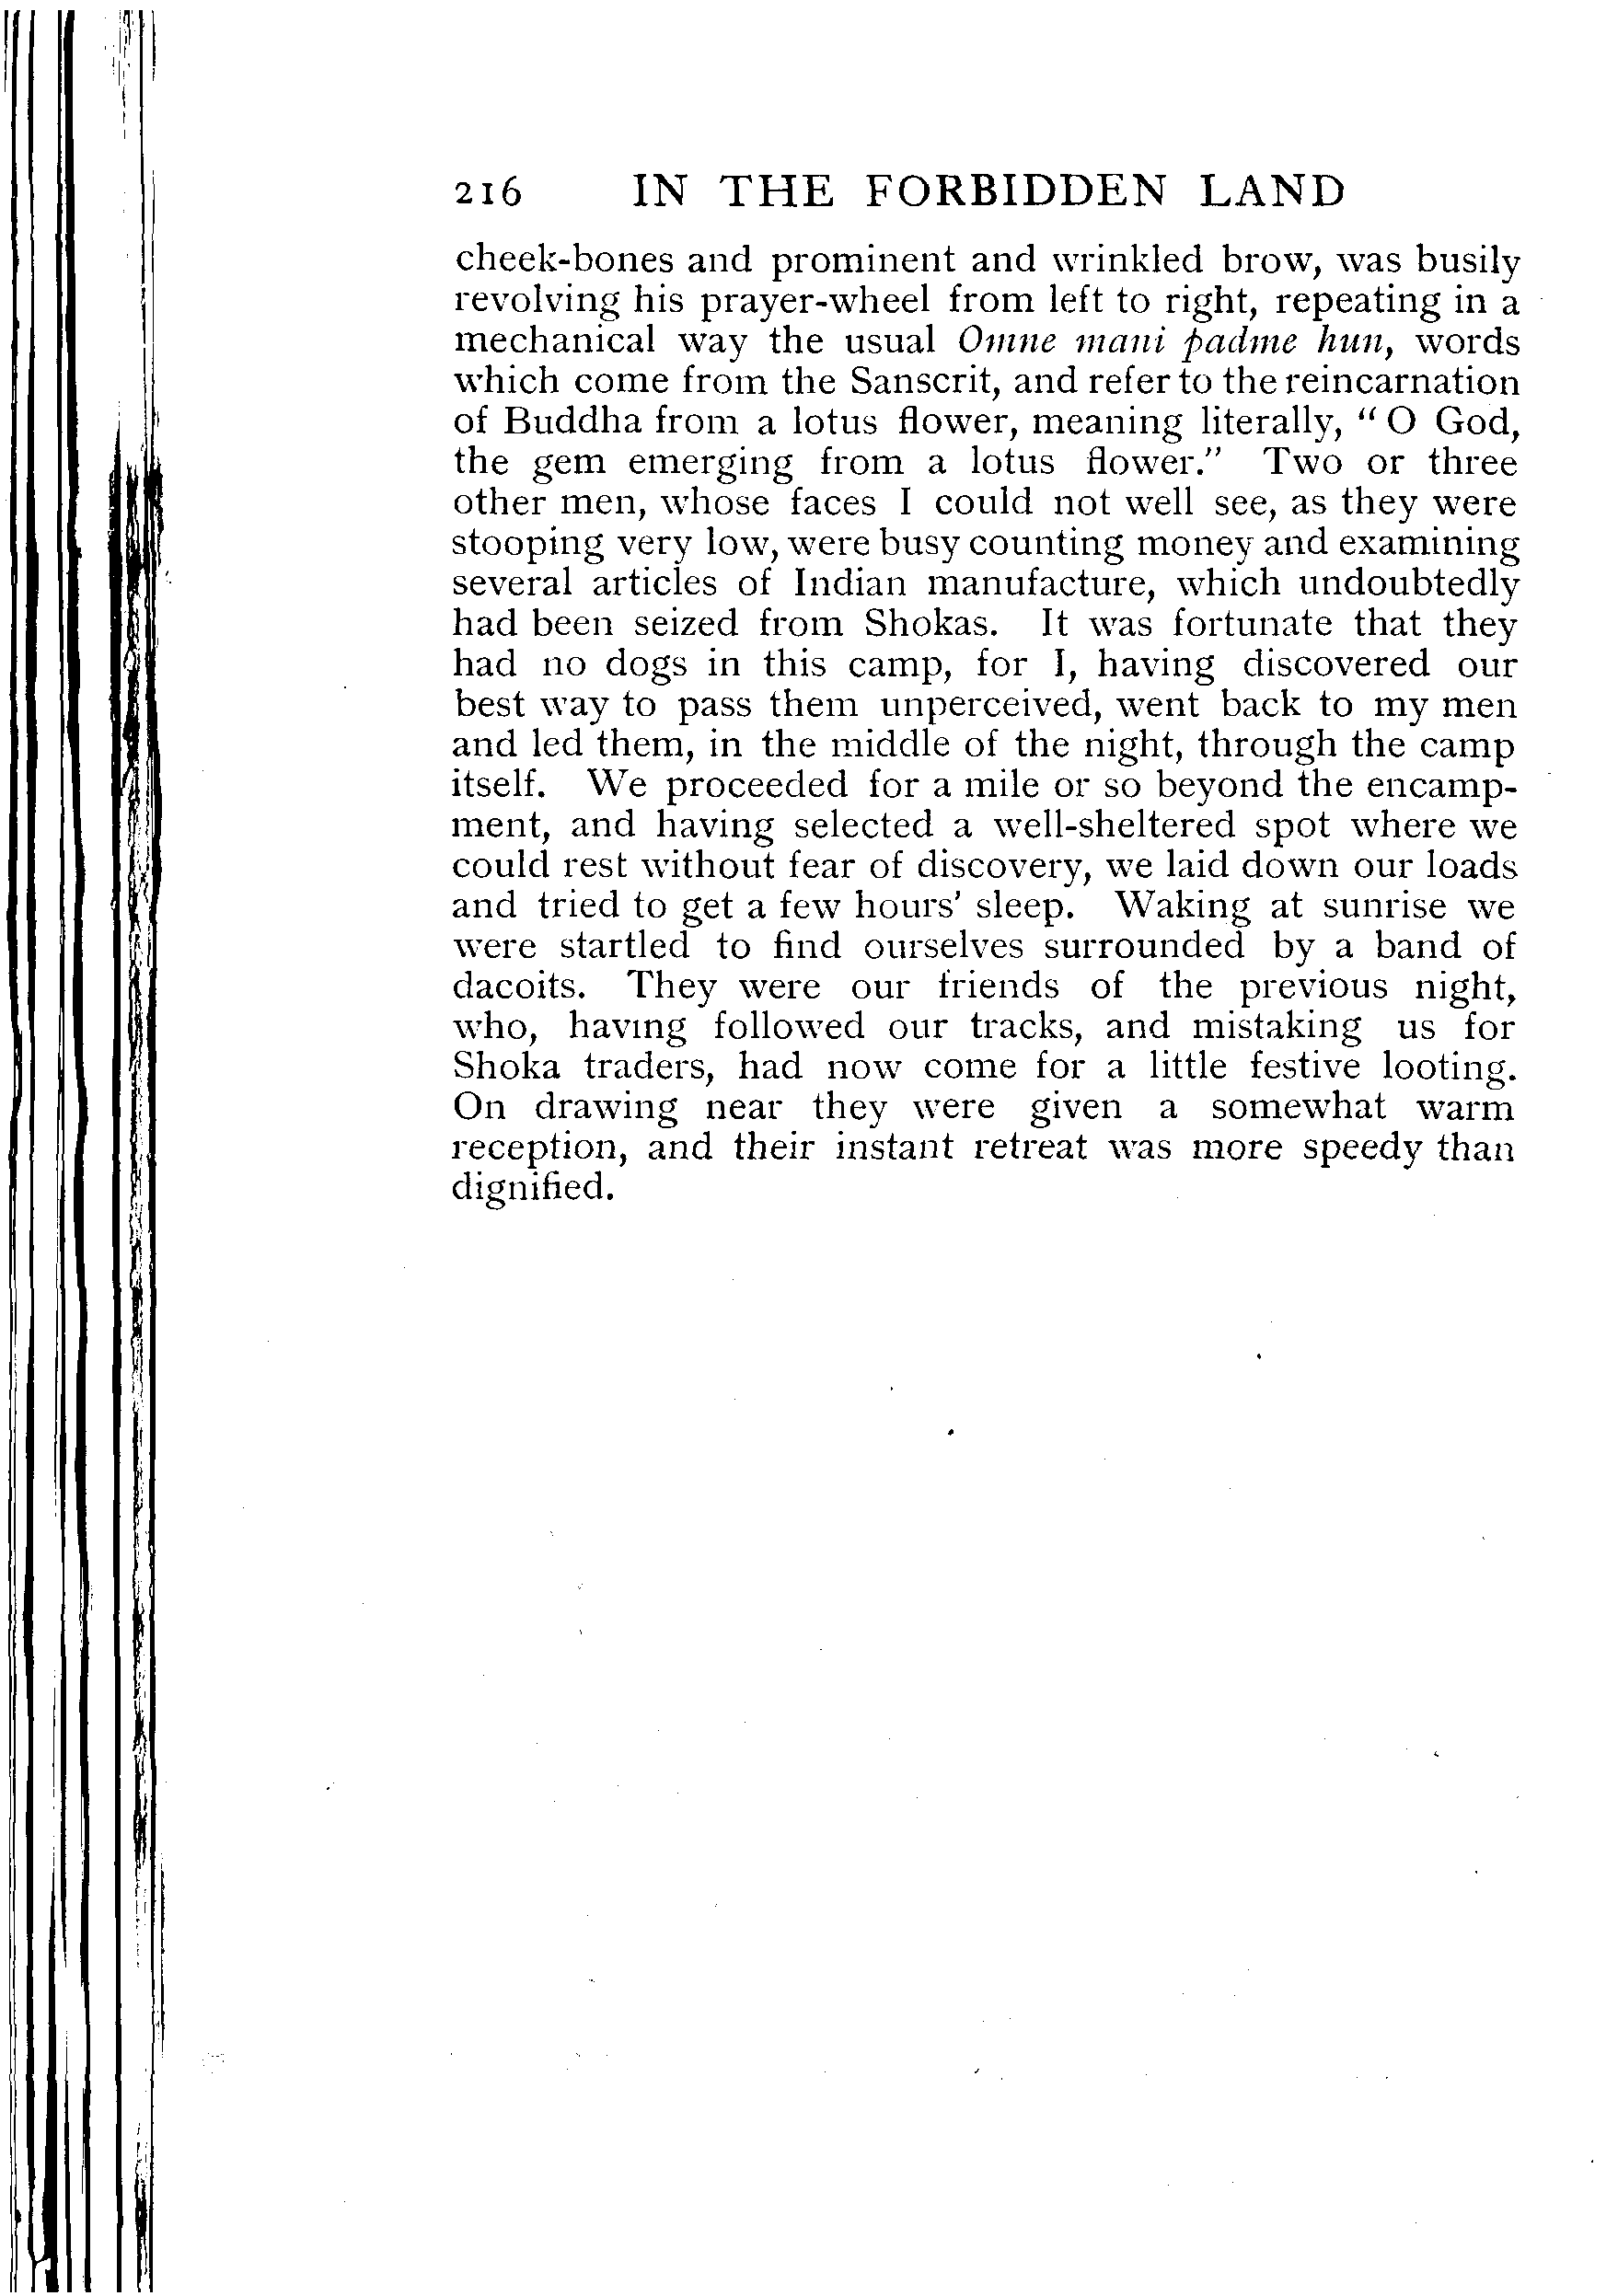 216 IN THE FORBIDDEN LAND
cheek-bones and prominent and wrinkled brow, was busily
revolving his prayer-wheel from left to right, repeating in a
mechanical way the usual Omne mani padme hun, words
which come from the Sanscrit, and refer to the reincarnation
of Buddha from a lotus flower, meaning literally, “ O God,
the gem emerging from a lotus flower.” Two or three
other men, whose faces I could not well see, as they were
stooping very low, were busy counting money and examining
several articles of Indian manufacture, which undoubtedly
had been seized from Shokas. It was fortunate that they
had no dogs in this camp, for I, having discovered our
best way to pass them unperceived, went back to my men
and led them, in the middle of the night, through the camp
itself. We proceeded for a mile or so beyond the encamp-
ment, and having selected a well-sheltered spot where we
could rest without fear of discovery, we laid down our loads
and tried to get a few hours’ sleep. Waking at sunrise we
were startled to find ourselves surrounded by a band of
dacoits. They were our friends of the previous night,
who, having followed our tracks, and mistaking us for
Shoka traders, had now come for a little festive looting.
On drawing near they were given a somewhat warm
reception, and their instant retreat was more speedy than
dignified.